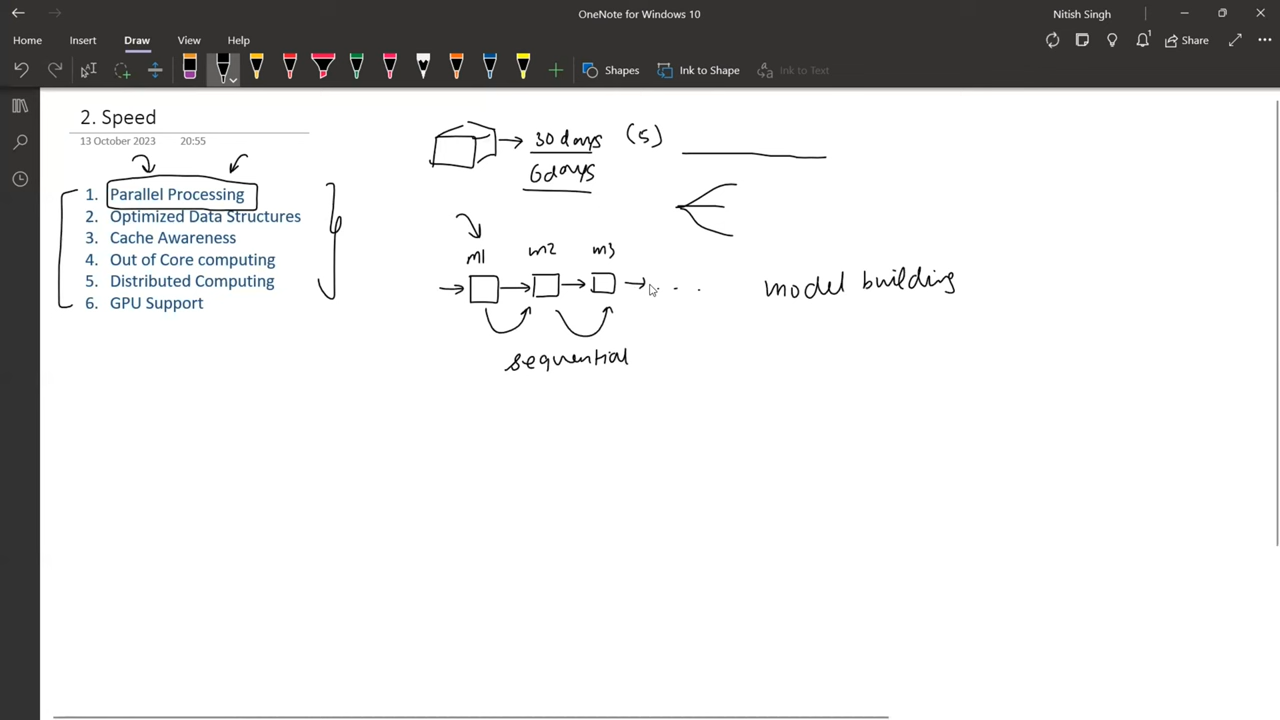 OneNote for Windows 10
Nitish Singh
Home
Insert
Draw
View
Help
Share
Shapes
Ink to Shape
Ink to Text
2. Speed
13 October 2023 20:55
1. Parallel Processing
2. Optimized Data Structures
3. Cache Awareness
4. Out of Core computing
5. Distributed Computing
6. GPU Support
30 days (5)
6 days
m1 m2 m3
. . .
model building
sequential